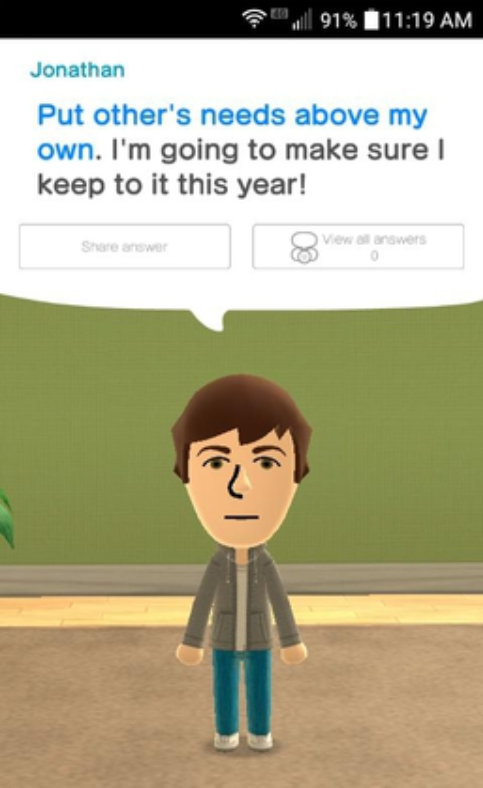 4G 91% 11:19 AM
Jonathan
Put other's needs above my
own. I'm going to make sure I
keep to it this year!
Share answer
View all answers
0